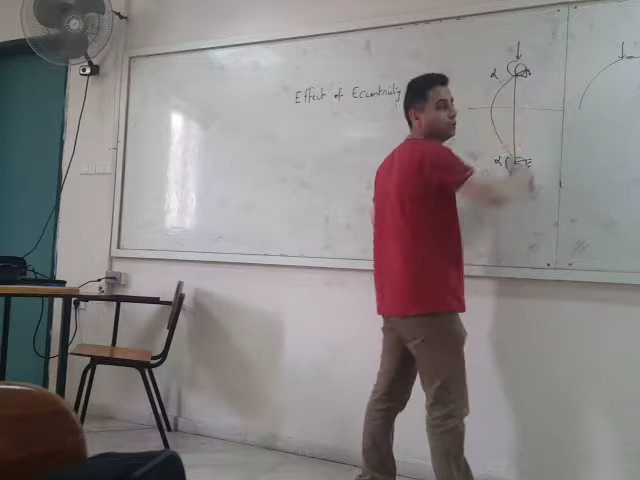 Effect of Eccentricity
α
α